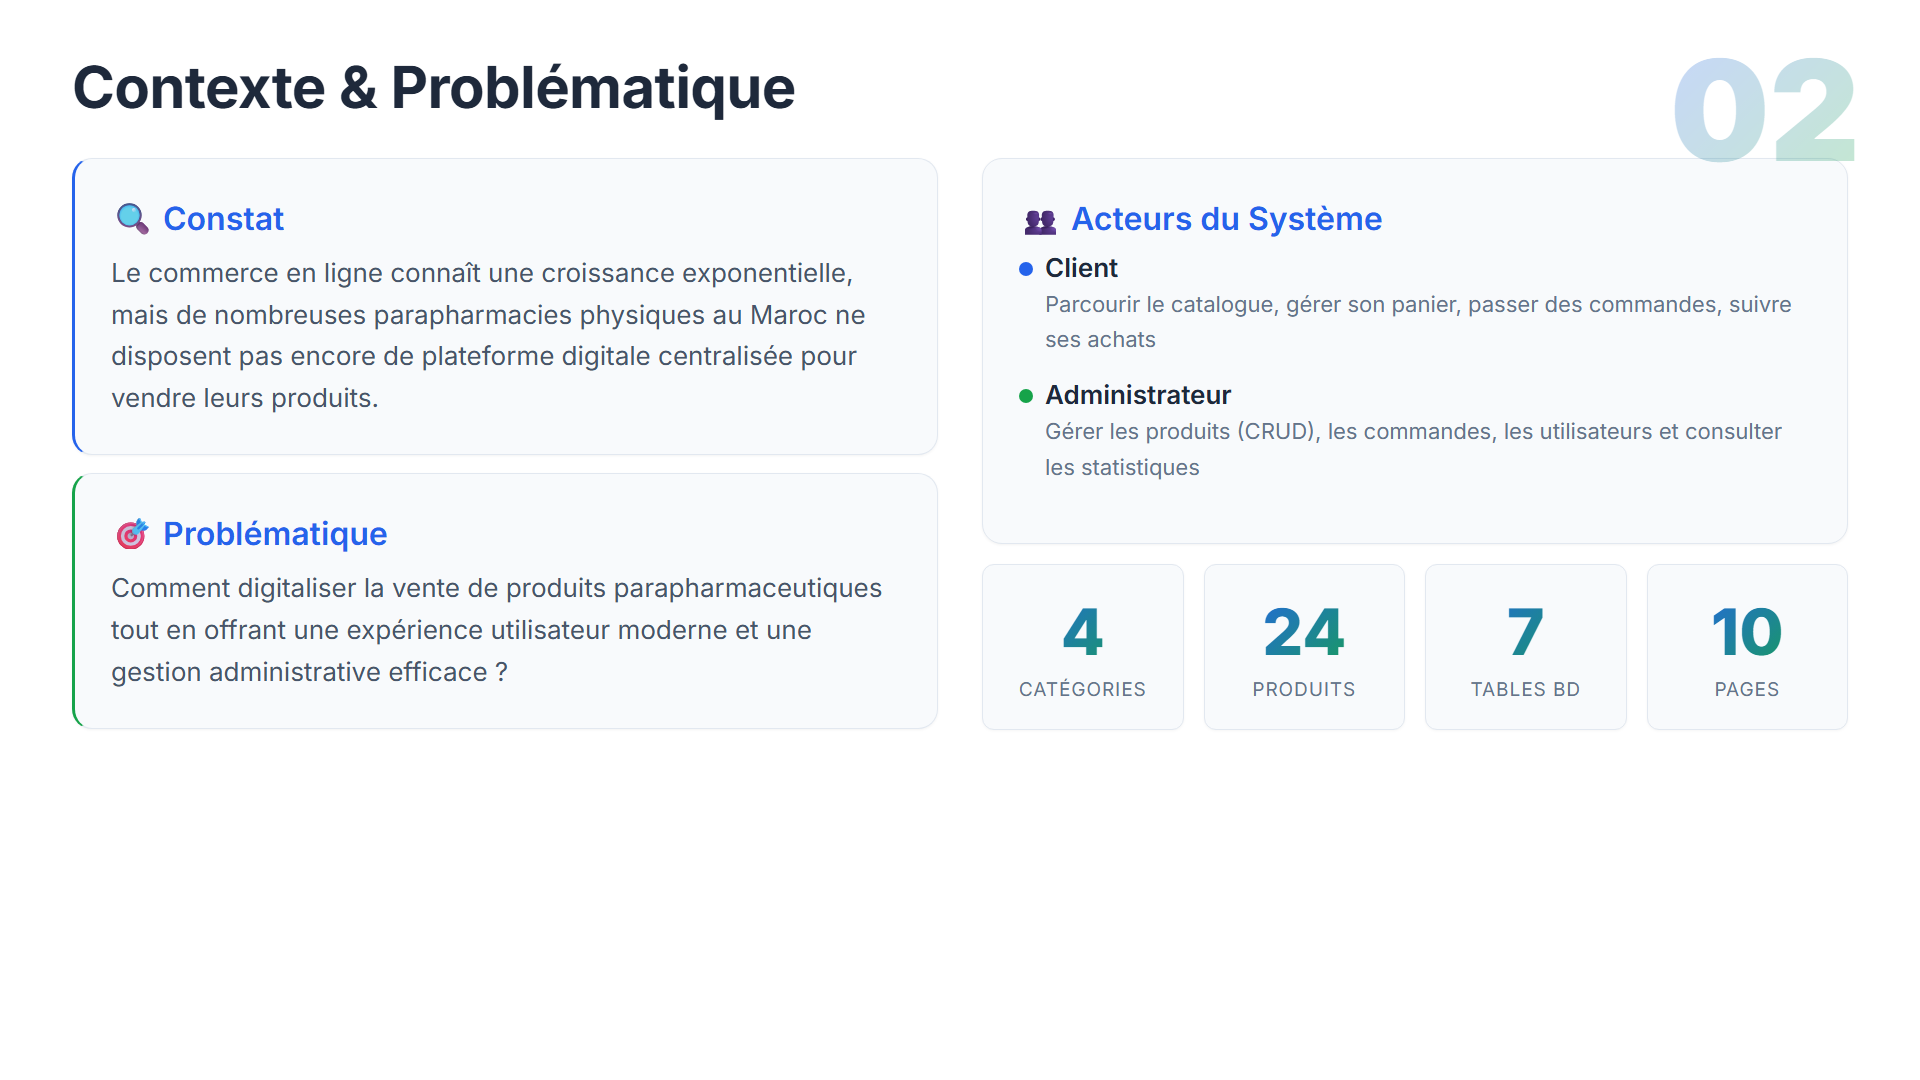 Contexte & Problématique
02
🔍 Constat
Le commerce en ligne connaît une croissance exponentielle,
mais de nombreuses parapharmacies physiques au Maroc ne
disposent pas encore de plateforme digitale centralisée pour
vendre leurs produits.
🎯 Problématique
Comment digitaliser la vente de produits parapharmaceutiques
tout en offrant une expérience utilisateur moderne et une
gestion administrative efficace ?
👥 Acteurs du Système
Client
Parcourir le catalogue, gérer son panier, passer des commandes, suivre
ses achats
Administrateur
Gérer les produits (CRUD), les commandes, les utilisateurs et consulter
les statistiques
4
CATÉGORIES
24
PRODUITS
7
TABLES BD
10
PAGES